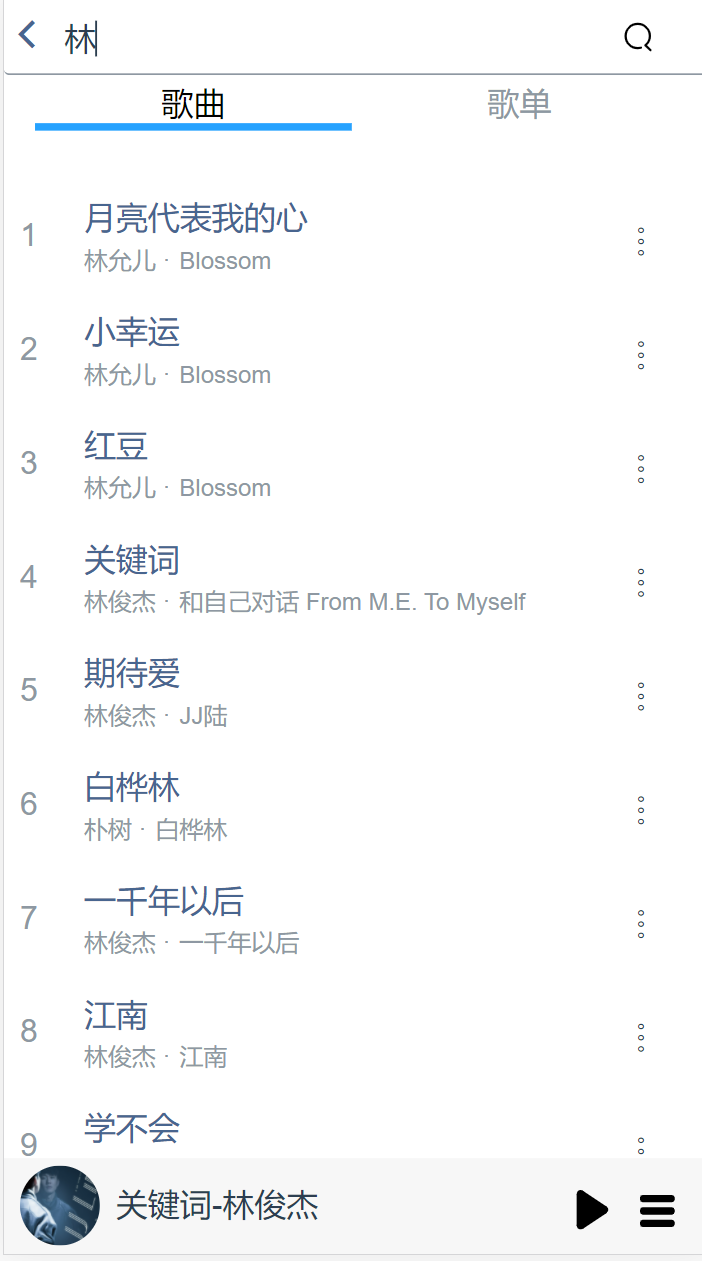 林
歌曲 歌单
1
月亮代表我的心
林允儿 · Blossom
2
小幸运
林允儿 · Blossom
3
红豆
林允儿 · Blossom
4
关键词
林俊杰 · 和自己对话 From M.E. To Myself
5
期待爱
林俊杰 · JJ陆
6
白桦林
朴树 · 白桦林
7
一千年以后
林俊杰 · 一千年以后
8
江南
林俊杰 · 江南
9
学不会
关键词-林俊杰